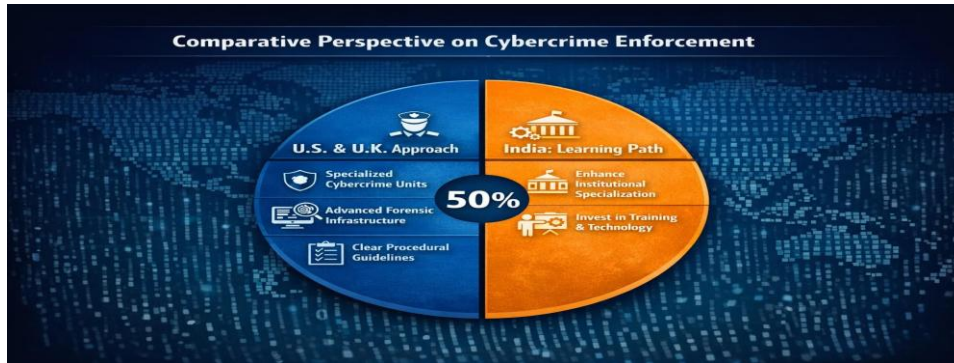 Comparative Perspective on Cybercrime Enforcement
U.S. & U.K. Approach
Specialized
Cybercrime Units
Advanced Forensic
Infrastructure
Clear Procedural
Guidelines
50%
India: Learning Path
Enhance
Institutional
Specialization
Invest in Training
& Technology